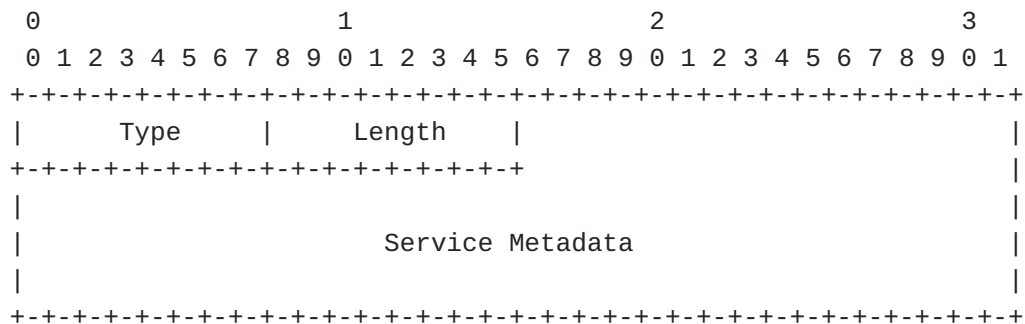 0                   1                   2                   3
 0 1 2 3 4 5 6 7 8 9 0 1 2 3 4 5 6 7 8 9 0 1 2 3 4 5 6 7 8 9 0 1
+-+-+-+-+-+-+-+-+-+-+-+-+-+-+-+-+-+-+-+-+-+-+-+-+-+-+-+-+-+-+-+-+
|      Type     |     Length    |                               |
+-+-+-+-+-+-+-+-+-+-+-+-+-+-+-+-+                               |
|                                                               |
|                       Service Metadata                        |
|                                                               |
+-+-+-+-+-+-+-+-+-+-+-+-+-+-+-+-+-+-+-+-+-+-+-+-+-+-+-+-+-+-+-+-+